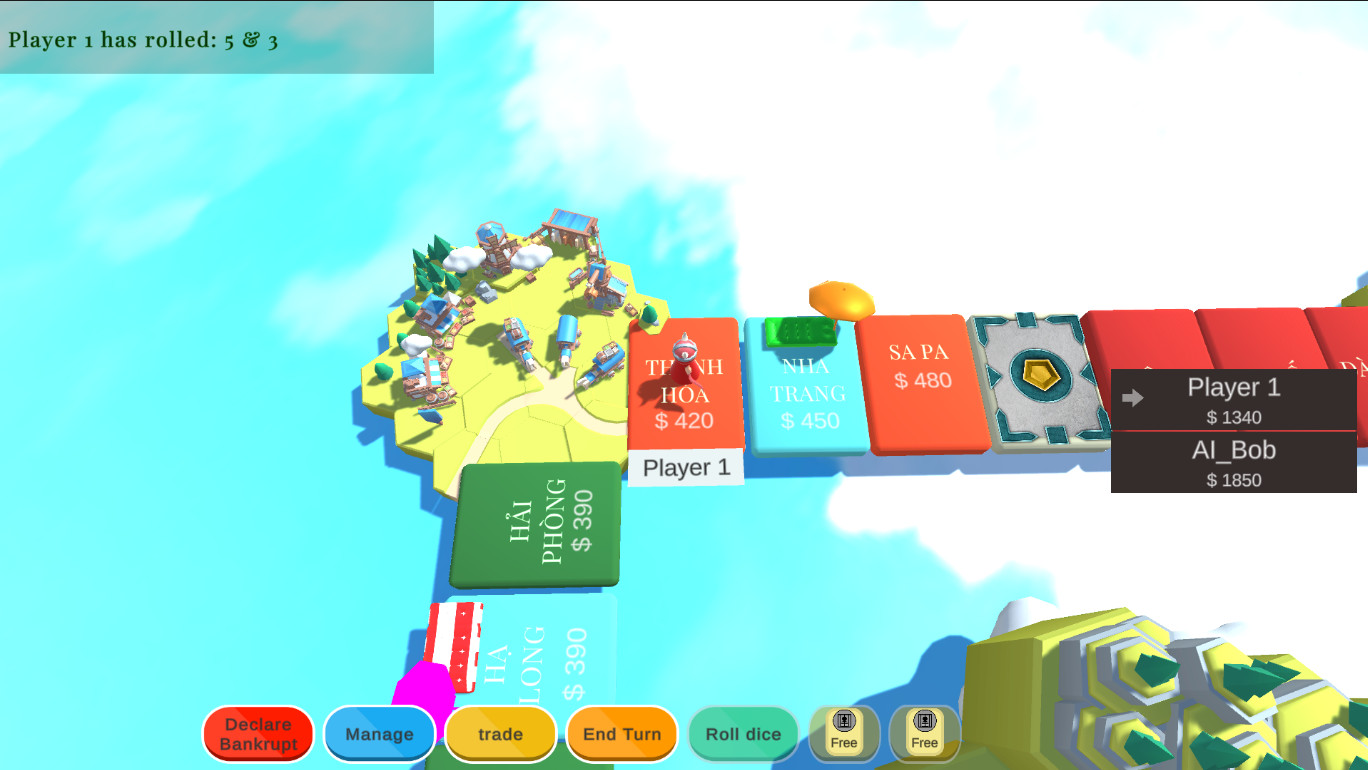 Player 1 has rolled: 5 & 3
HÓA
$ 420
Player 1
NHA
TRANG
$ 450
SA PA
$ 480
Player 1
$ 1340
AI_Bob
$ 1850
HẢI
PHÒNG
$ 390
HẠ
LONG
$ 390
Declare
Bankrupt
Manage
trade
End Turn
Roll dice
Free
Free